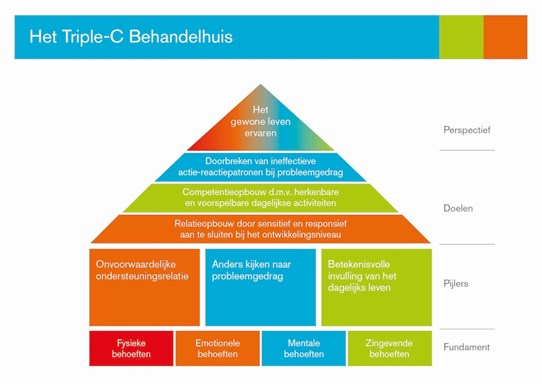 Het Triple-C Behandelhuis
Het
gewone leven
ervaren
Perspectief
Doorbreken van ineffectieve
actie-reactiepatronen bij probleemgedrag
Competentieopbouw d.m.v. herkenbare
en voorspelbare dagelijkse activiteiten
Doelen
Relatieopbouw door sensitief en responsief
aan te sluiten bij het ontwikkelingsniveau
Onvoorwaardelijke
ondersteuningsrelatie
Anders kijken naar
probleemgedrag
Betekenisvolle
invulling van het
dagelijks leven
Pijlers
Fysieke
behoeften
Emotionele
behoeften
Mentale
behoeften
Zingevende
behoeften
Fundament